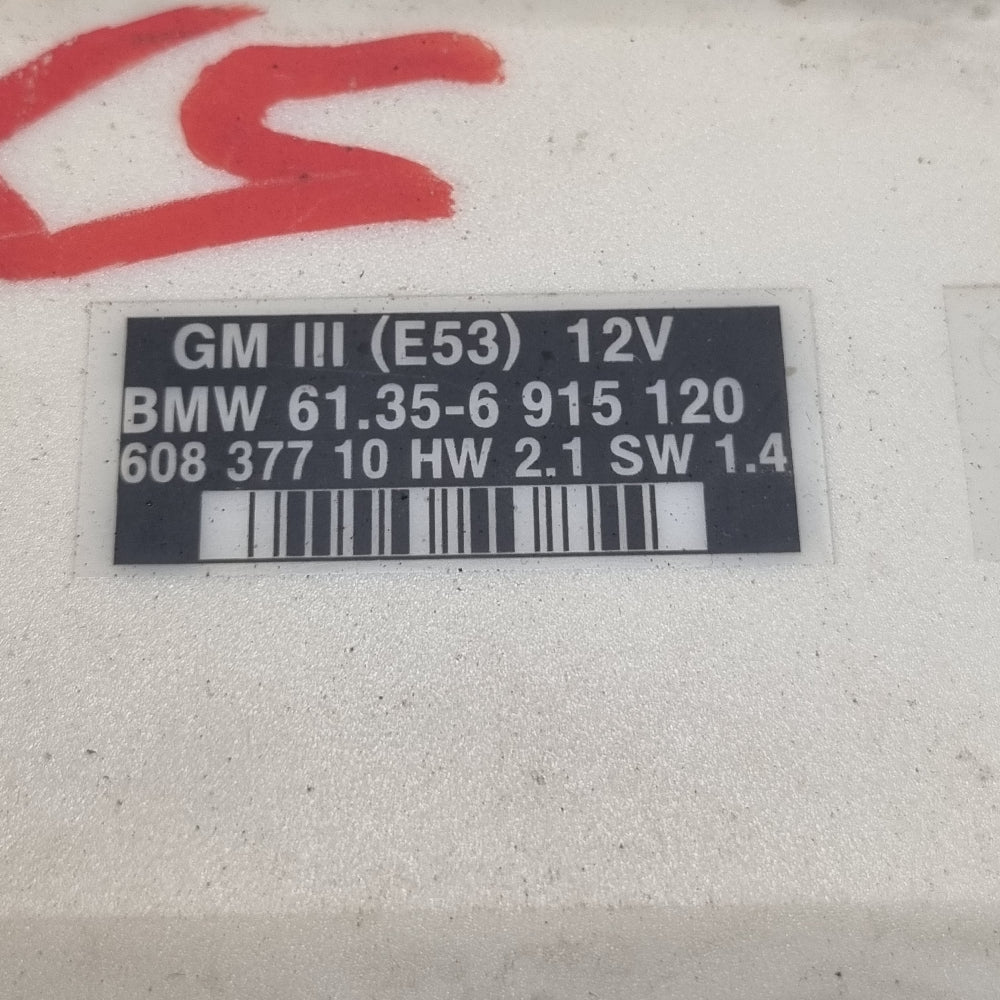 GM III (E53) 12V
BMW 61.35-6 915 120
608 377 10 HW 2.1 SW 1.4